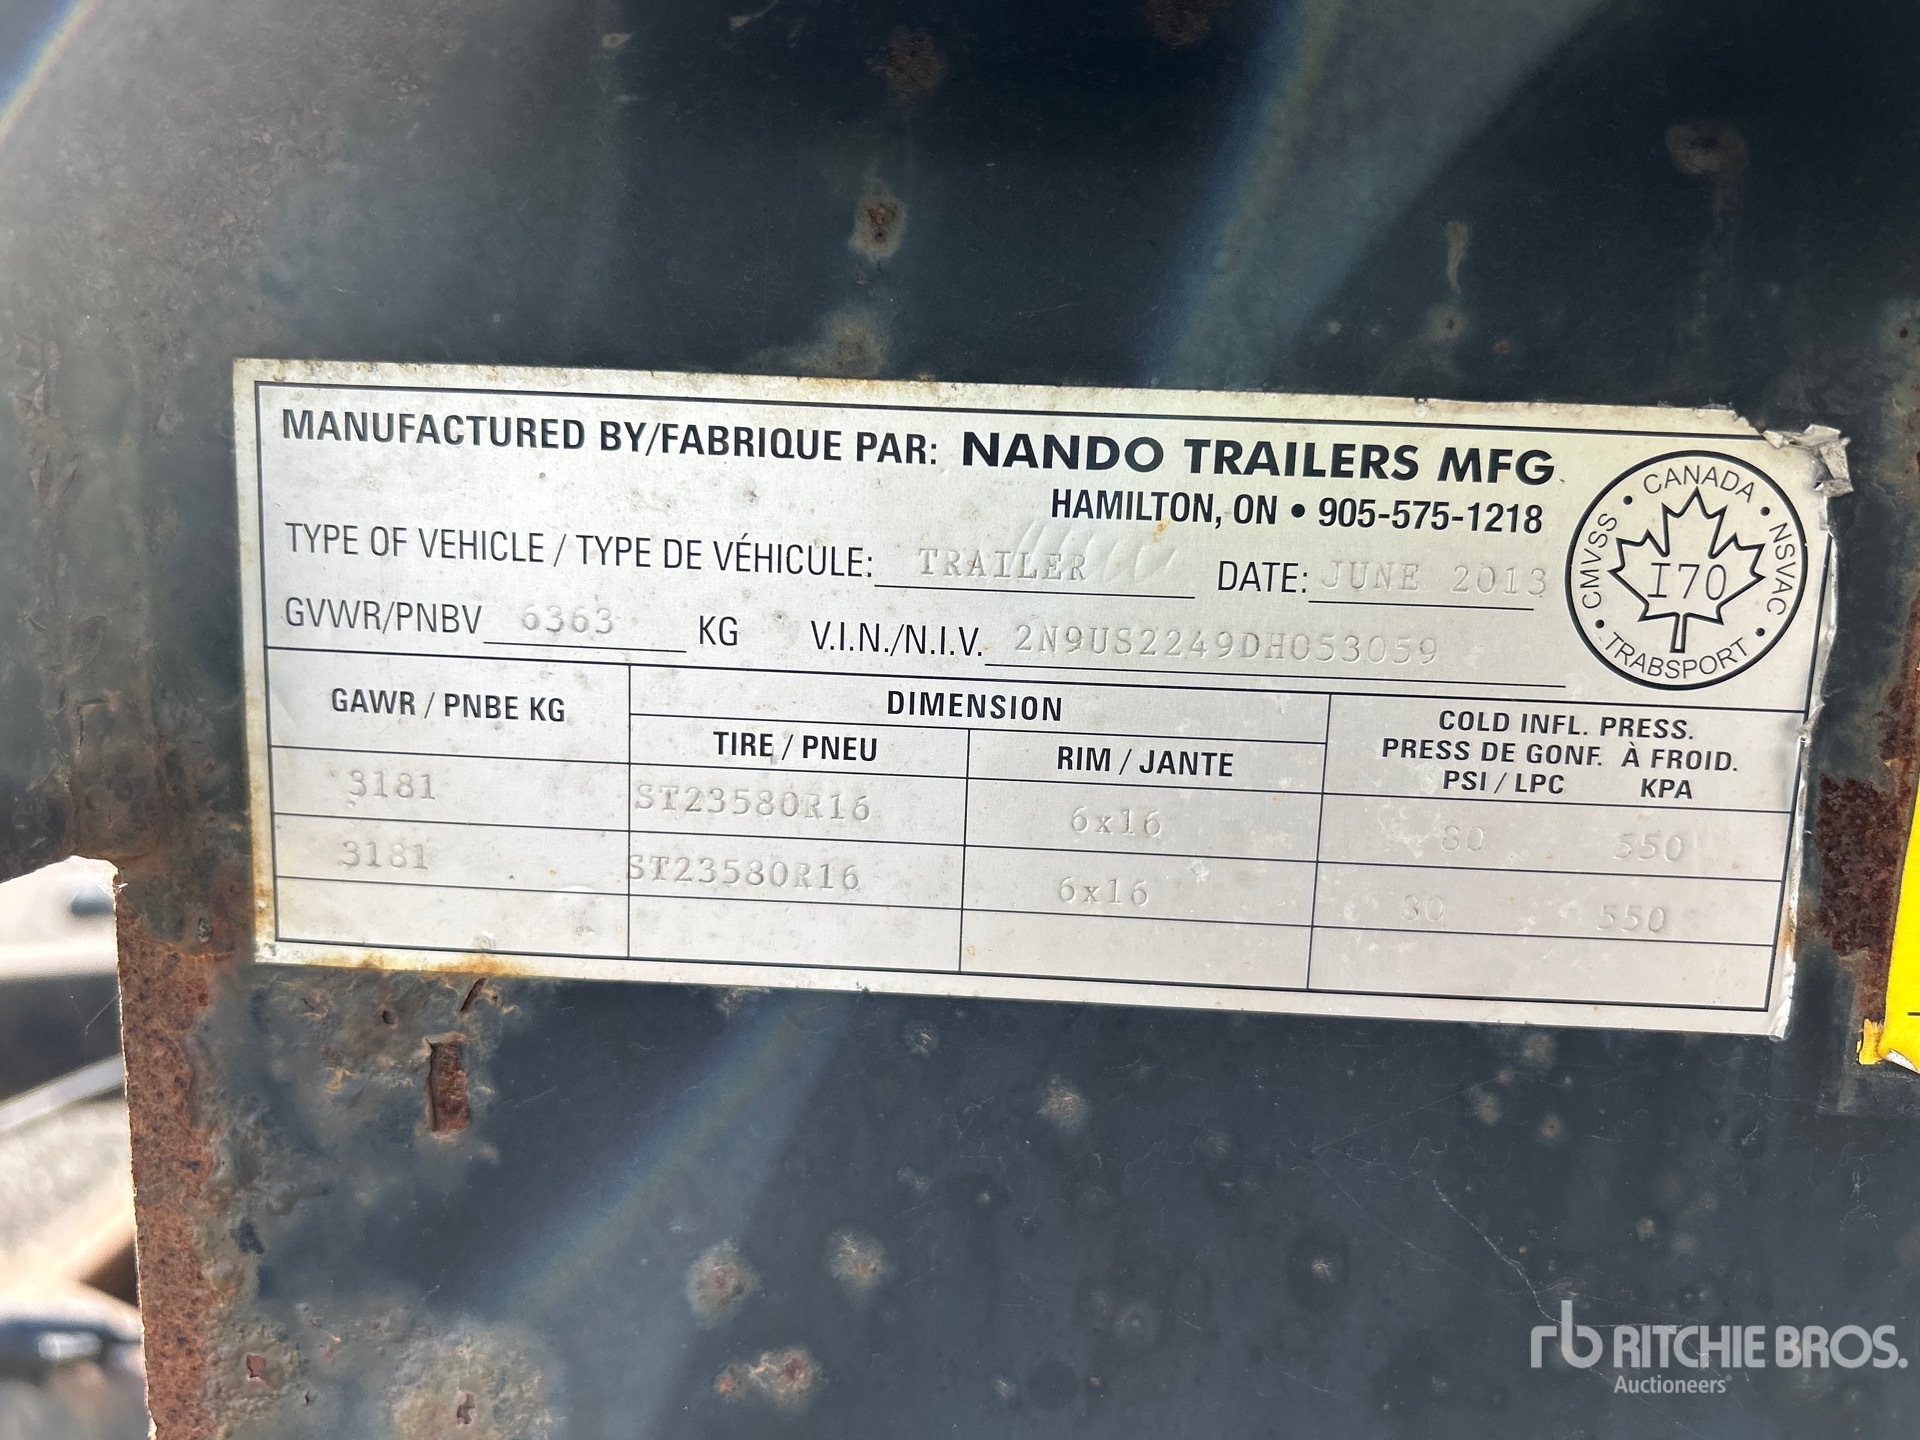 MANUFACTURED BY/FABRIQUE PAR: NANDO TRAILERS MFG.
HAMILTON, ON • 905-575-1218
TYPE OF VEHICLE / TYPE DE VÉHICULE: TRAILER DATE: JUNE 2013
GVWR/PNBV 6363 KG V.I.N./N.I.V. 2N9US2249DH053059
CANADA • NSVAC • TRABSPORT • CMVSS •
I70
GAWR / PNBE KG DIMENSION COLD INFL. PRESS.
TIRE / PNEU RIM / JANTE PRESS DE GONF. À FROID.
PSI / LPC KPA
3181 ST23580R16 6x16 80 550
3181 ST23580R16 6x16 80 550
rb RITCHIE BROS.
Auctioneers